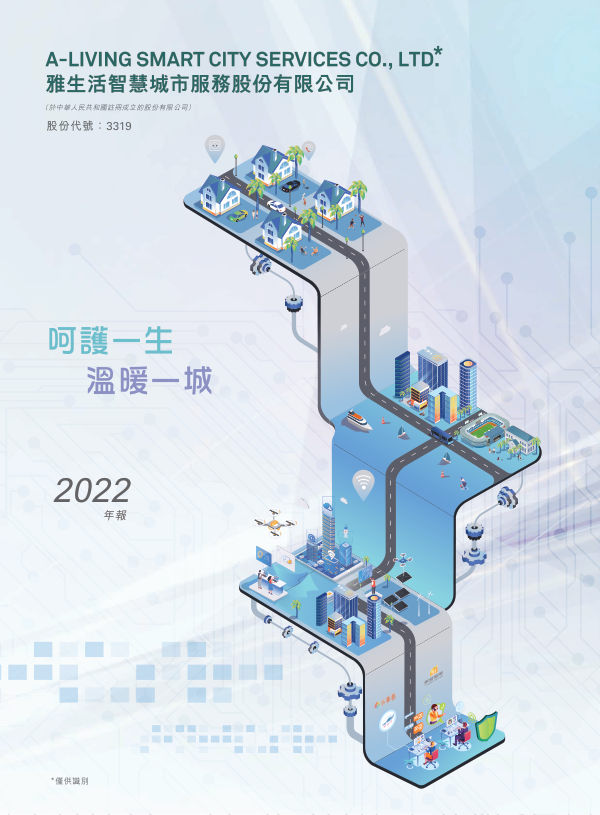 A-LIVING SMART CITY SERVICES CO., LTD.*
雅生活智慧城市服務股份有限公司
(於中華人民共和國註冊成立的股份有限公司)
股份代號：3319
呵護一生
溫暖一城
2022
年報
*僅供識別